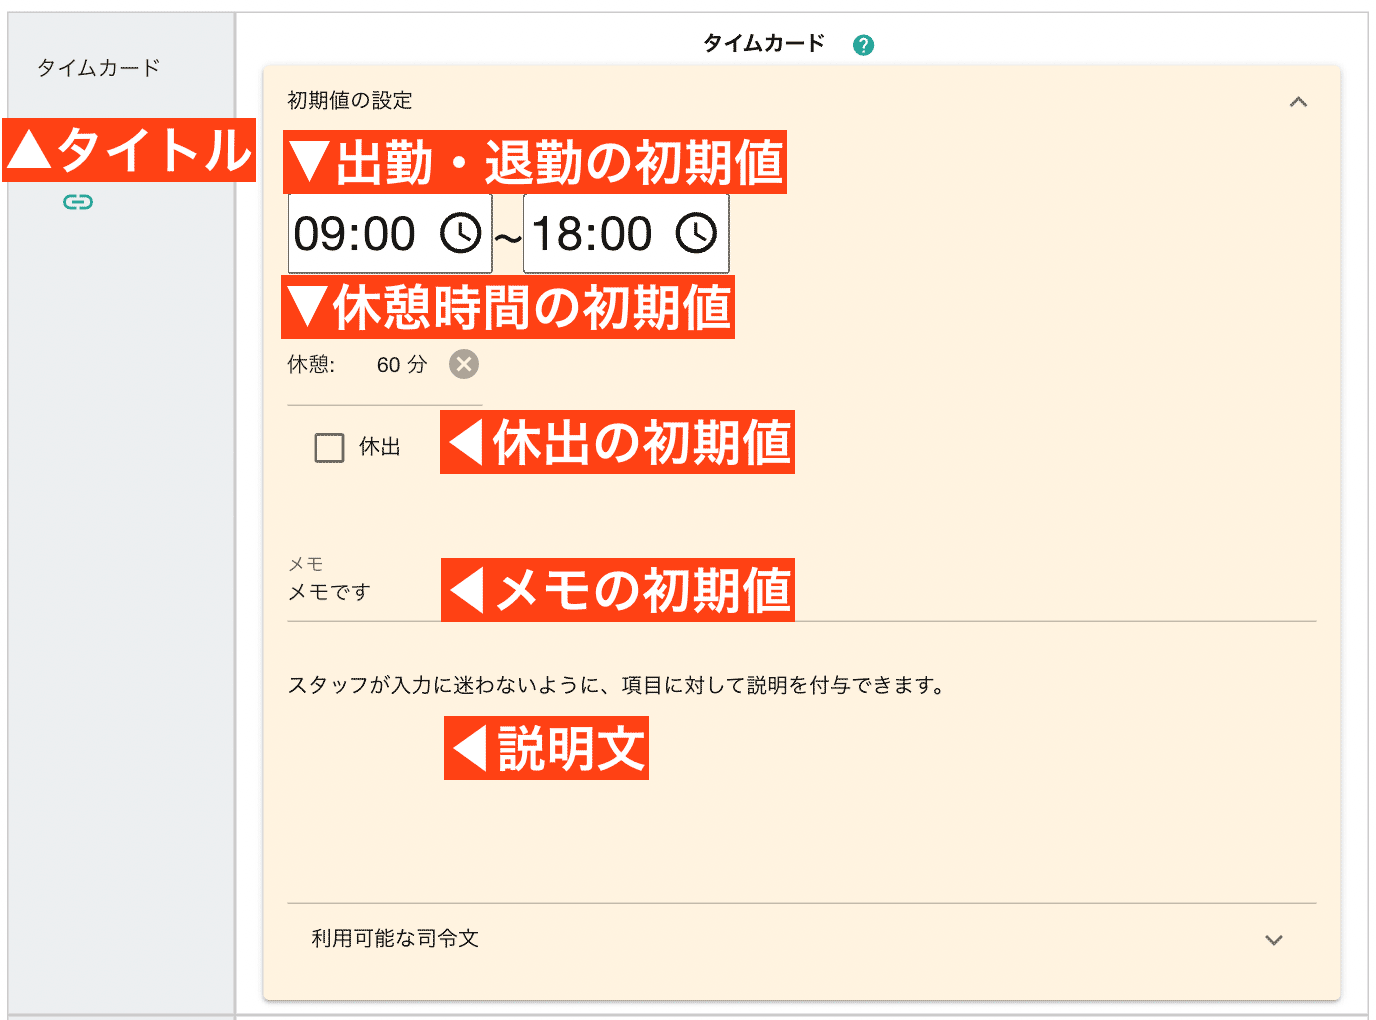 タイムカード
タイムカード ?
初期値の設定
▲タイトル
▼出勤・退勤の初期値
09:00 ~ 18:00
▼休憩時間の初期値
休憩: 60 分
休出 ◀休出の初期値
メモ
メモです ◀メモの初期値
スタッフが入力に迷わないように、項目に対して説明を付与できます。
◀説明文
利用可能な司令文